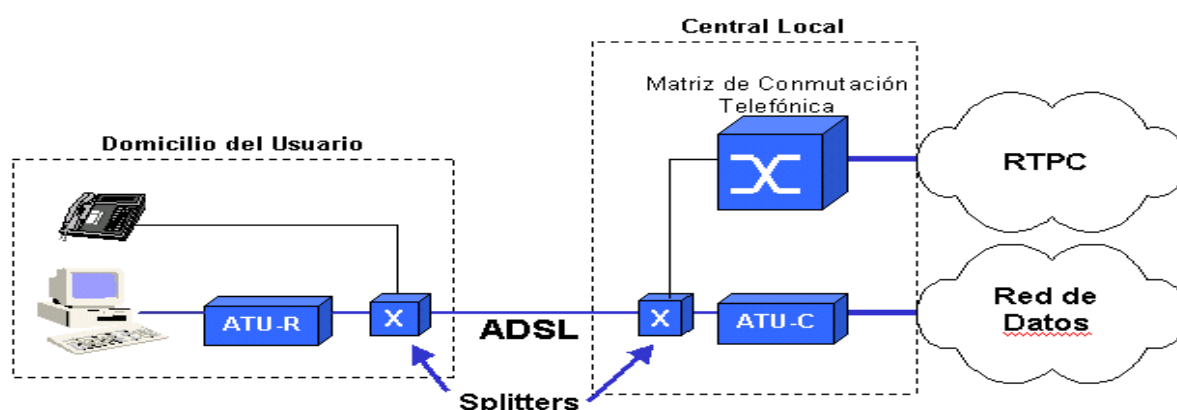 Central Local
Matriz de Conmutación
Telefónica
Domicilio del Usuario
RTPC
ATU-R
X
ADSL
X
ATU-C
Red de
Datos
Splitters